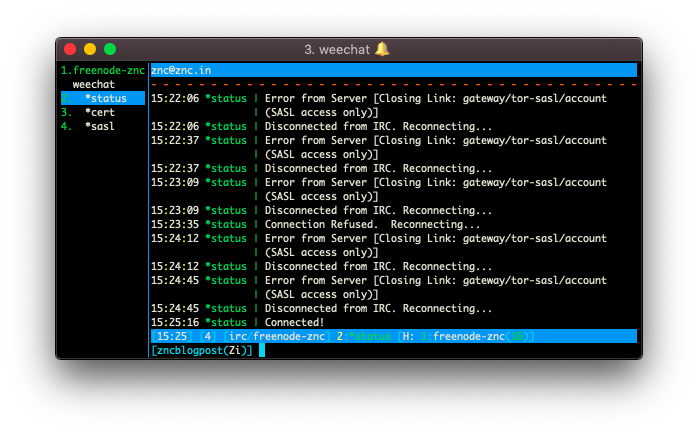 3. weechat 🔔
1.freenode-znc znc@znc.in
weechat
*status 15:22:06 *status | Error from Server [Closing Link: gateway/tor-sasl/account
3. *cert | (SASL access only)]
4. *sasl 15:22:06 *status | Disconnected from IRC. Reconnecting...
15:22:37 *status | Error from Server [Closing Link: gateway/tor-sasl/account
| (SASL access only)]
15:22:37 *status | Disconnected from IRC. Reconnecting...
15:23:09 *status | Error from Server [Closing Link: gateway/tor-sasl/account
| (SASL access only)]
15:23:09 *status | Disconnected from IRC. Reconnecting...
15:23:35 *status | Connection Refused.  Reconnecting...
15:24:12 *status | Error from Server [Closing Link: gateway/tor-sasl/account
| (SASL access only)]
15:24:12 *status | Disconnected from IRC. Reconnecting...
15:24:45 *status | Error from Server [Closing Link: gateway/tor-sasl/account
| (SASL access only)]
15:24:45 *status | Disconnected from IRC. Reconnecting...
15:25:16 *status | Connected!
[15:25] [4] [irc/freenode-znc] 2:*status [H: 1:freenode-znc()]
[zncblogpost(Zi)]